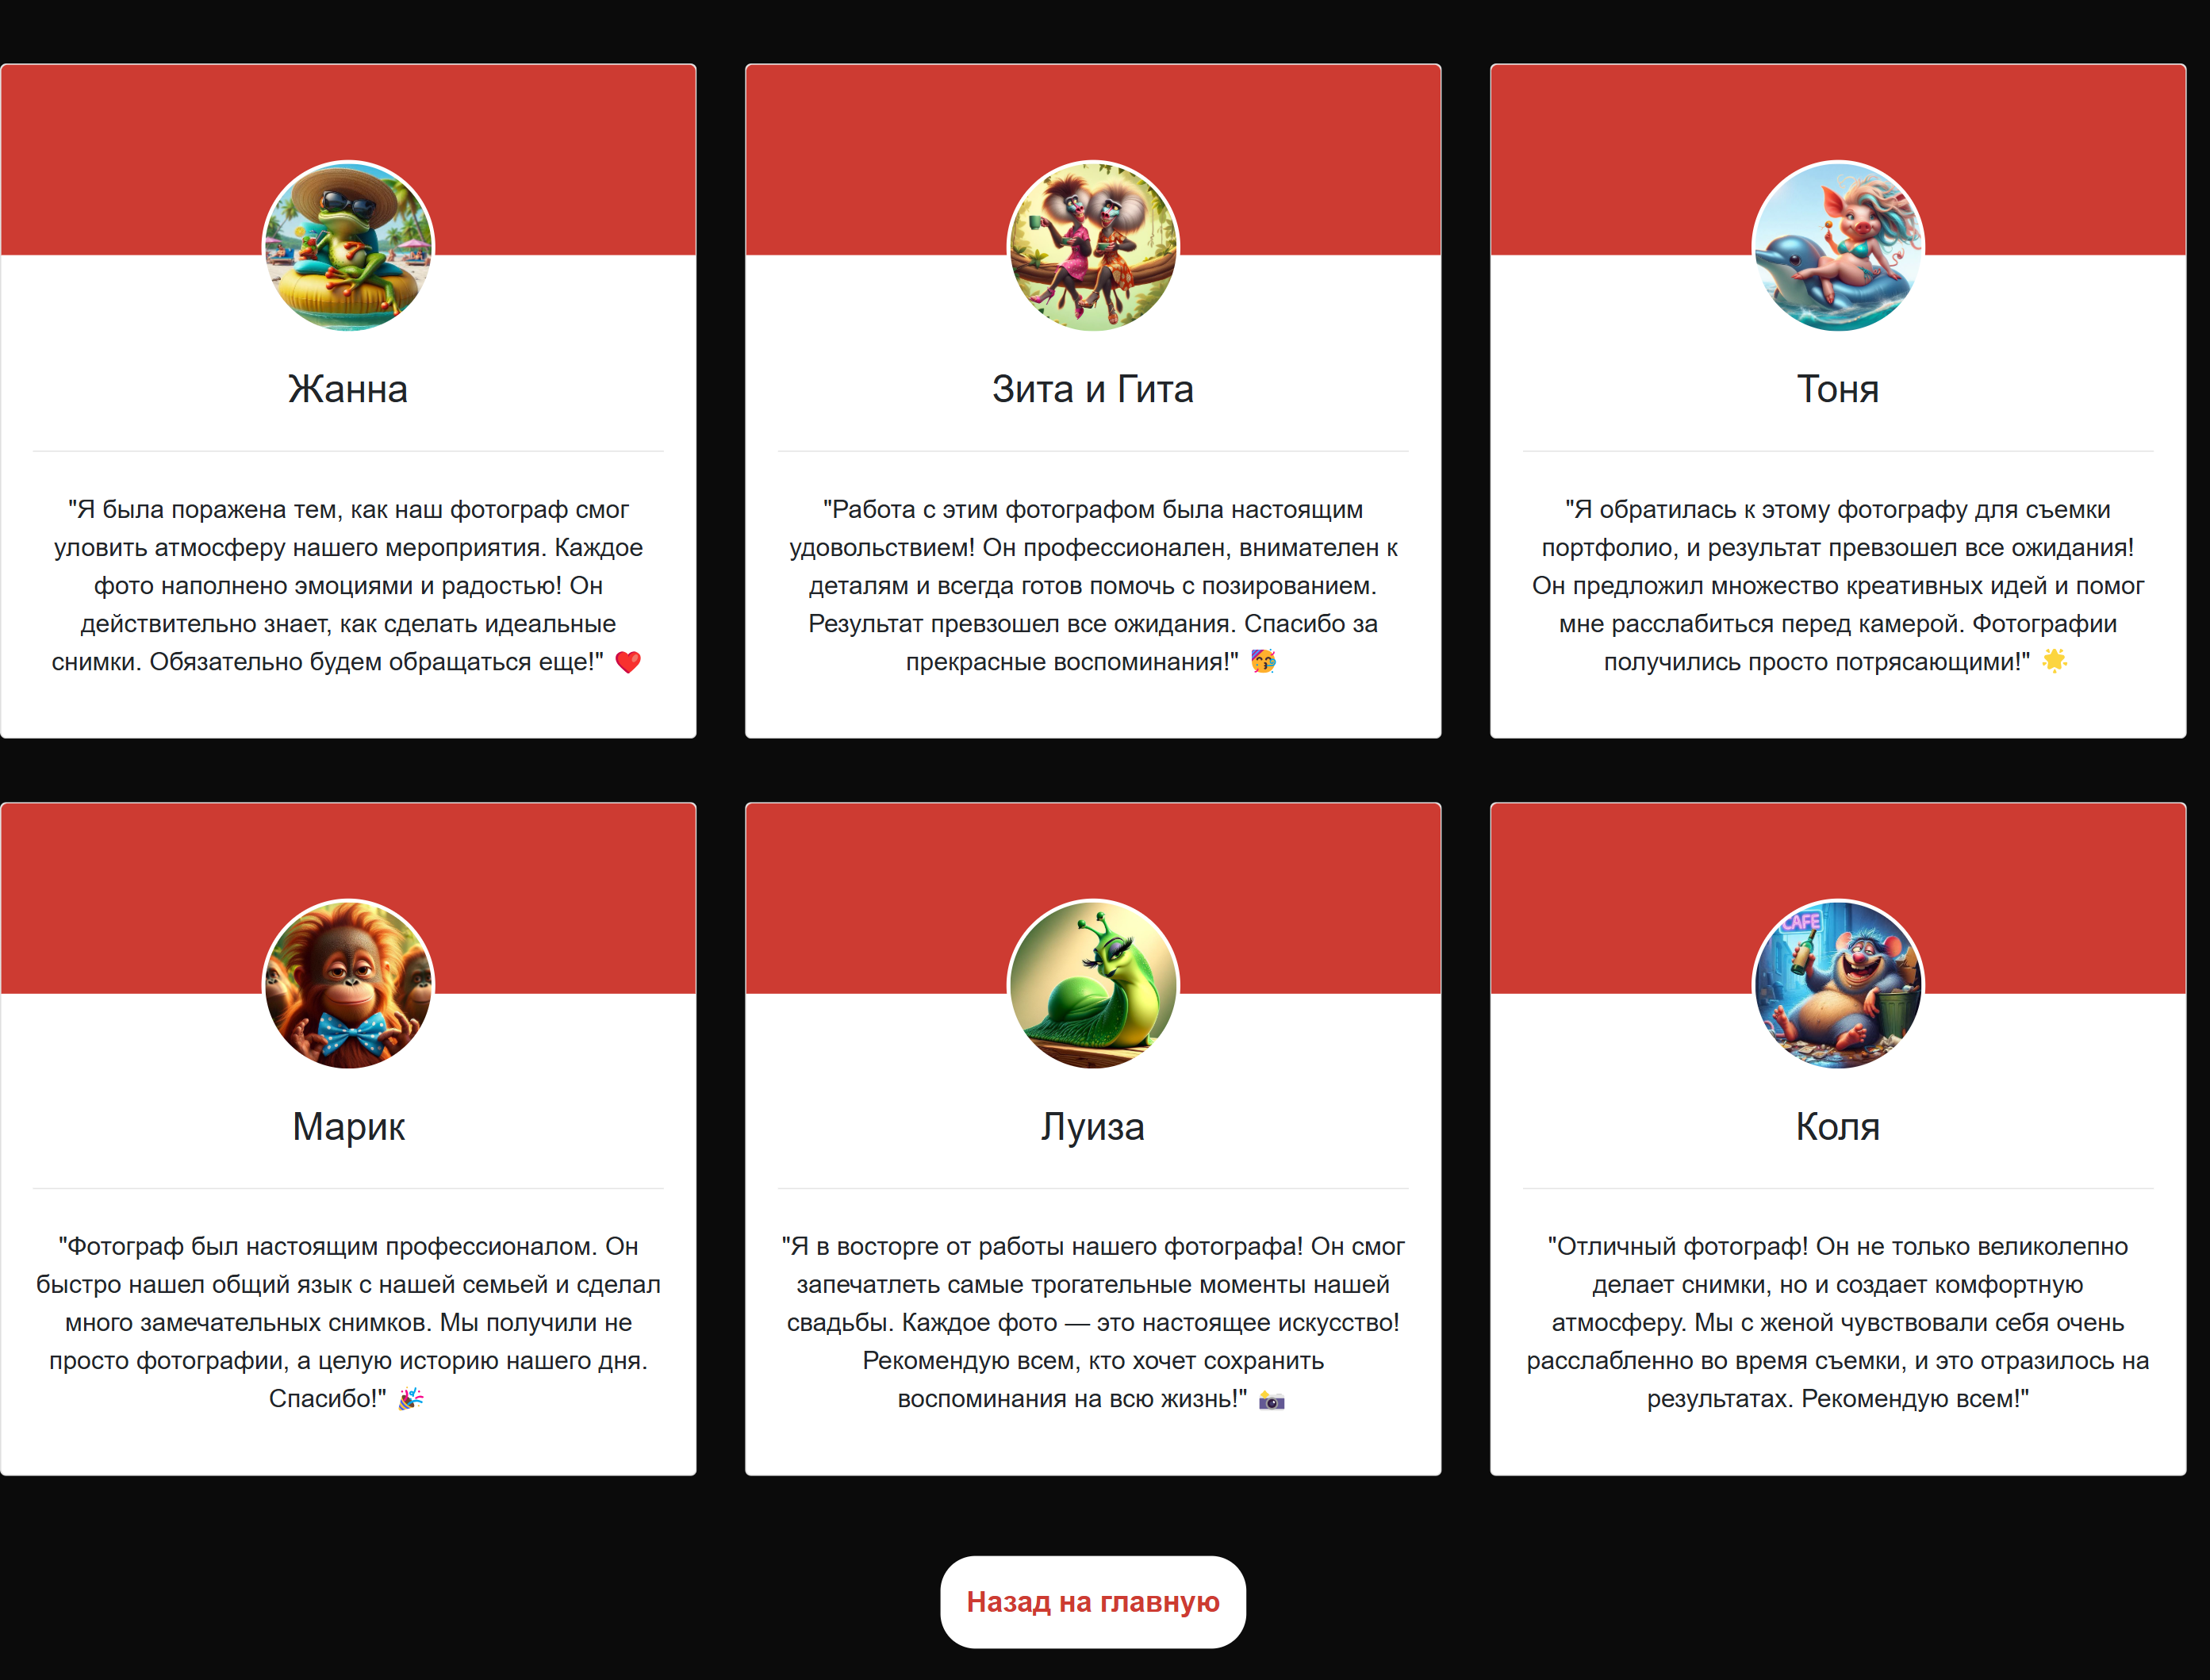 Жанна
"Я была поражена тем, как наш фотограф смог
уловить атмосферу нашего мероприятия. Каждое
фото наполнено эмоциями и радостью! Он
действительно знает, как сделать идеальные
снимки. Обязательно будем обращаться еще!" ❤️
Зита и Гита
"Работа с этим фотографом была настоящим
удовольствием! Он профессионален, внимателен к
деталям и всегда готов помочь с позированием.
Результат превзошел все ожидания. Спасибо за
прекрасные воспоминания!" 🥳
Тоня
"Я обратилась к этому фотографу для съемки
портфолио, и результат превзошел все ожидания!
Он предложил множество креативных идей и помог
мне расслабиться перед камерой. Фотографии
получились просто потрясающими!" 🌟
Марик
"Фотограф был настоящим профессионалом. Он
быстро нашел общий язык с нашей семьей и сделал
много замечательных снимков. Мы получили не
просто фотографии, а целую историю нашего дня.
Спасибо!" 🎉
Луиза
"Я в восторге от работы нашего фотографа! Он смог
запечатлеть самые трогательные моменты нашей
свадьбы. Каждое фото — это настоящее искусство!
Рекомендую всем, кто хочет сохранить
воспоминания на всю жизнь!" 📸
CAFE
Коля
"Отличный фотограф! Он не только великолепно
делает снимки, но и создает комфортную
атмосферу. Мы с женой чувствовали себя очень
расслабленно во время съемки, и это отразилось на
результатах. Рекомендую всем!"
Назад на главную